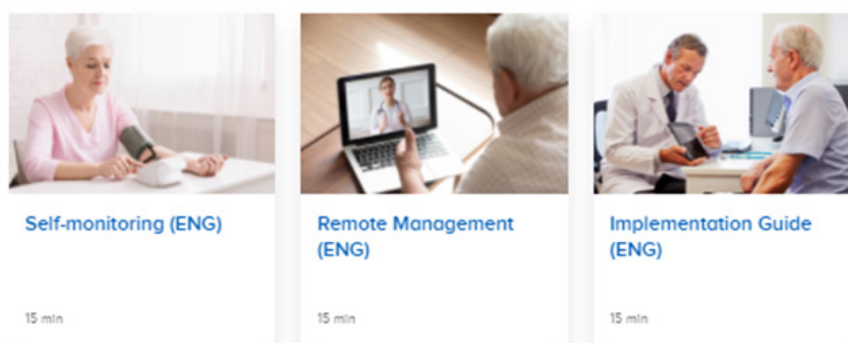 Self-monitoring (ENG)
15 min
Remote Management
(ENG)
15 min
Implementation Guide
(ENG)
15 min